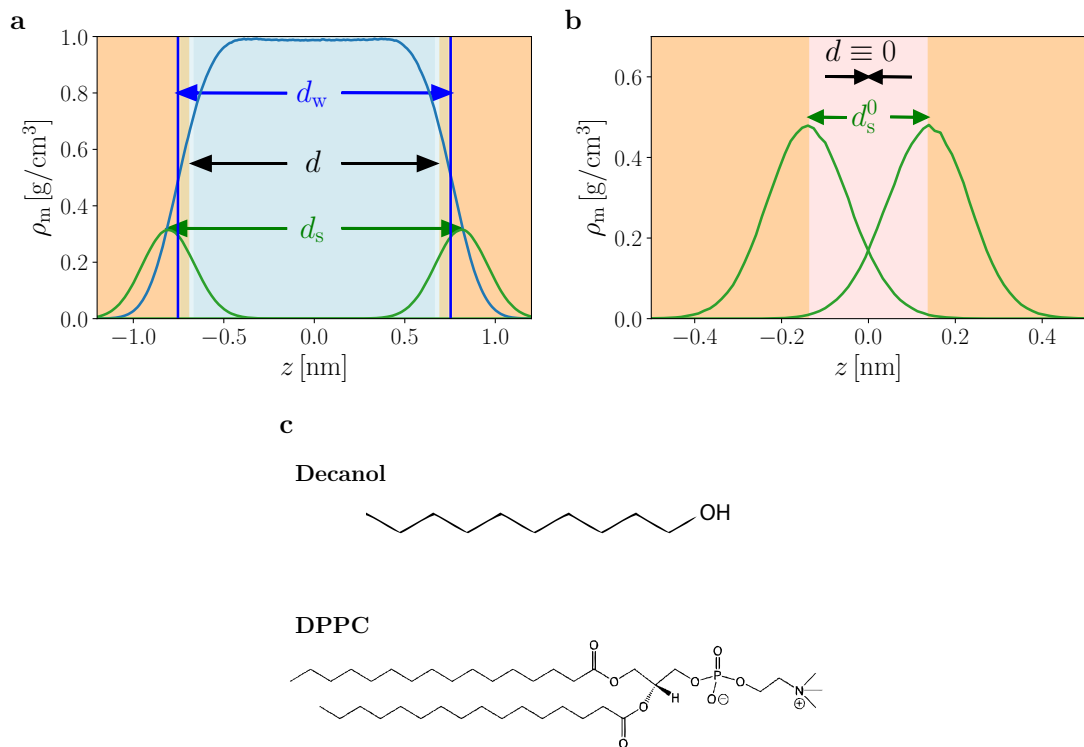 a
1.0
0.8
0.6
0.4
0.2
0.0
ρm [g/cm³]
dw
d
ds
−1.0
−0.5
0.0
0.5
1.0
z [nm]
b
0.6
0.4
0.2
0.0
ρm [g/cm³]
d ≡ 0
ds⁰
−0.4
−0.2
0.0
0.2
0.4
z [nm]
c
Decanol
OH
DPPC
O
O
O
H
O
O
P
O
O⊖
O
N
⊕